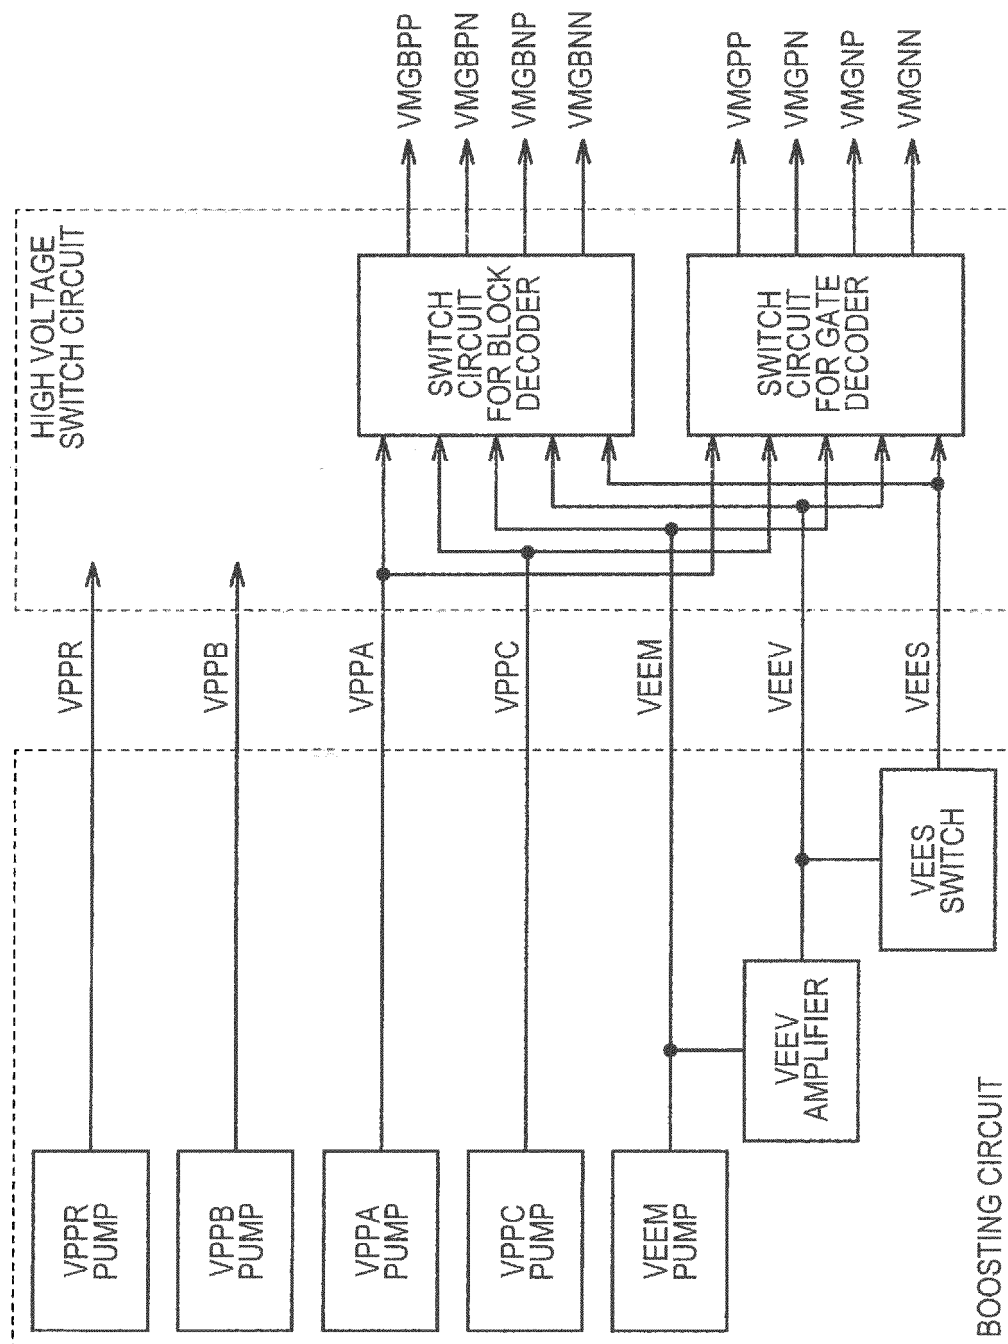 HIGH VOLTAGE
SWITCH CIRCUIT
VPPR
PUMP
VPPR
VPPB
PUMP
VPPB
VPPA
PUMP
VPPA
SWITCH
CIRCUIT
FOR BLOCK
DECODER
VMGBPP
VMGBPN
VMGBNP
VMGBNN
VPPC
PUMP
VPPC
VEEM
PUMP
VEEM
VEEV
AMPLIFIER
VEEV
VEES
SWITCH
VEES
SWITCH
CIRCUIT
FOR GATE
DECODER
VMGPP
VMGPN
VMGNP
VMGNN
BOOSTING CIRCUIT